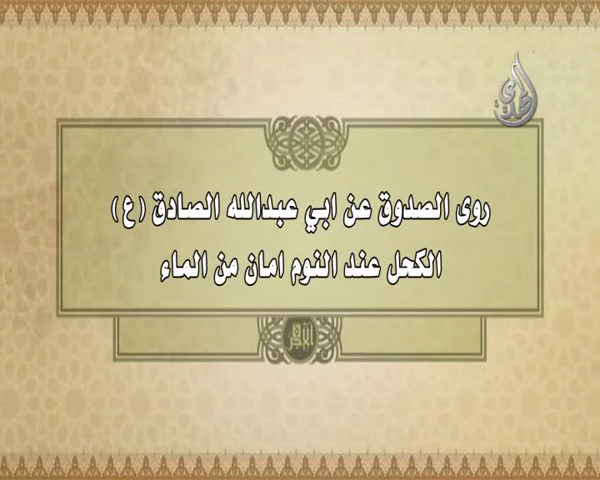 روى الصدوق عن ابي عبدالله الصادق (ع)
الكحل عند النوم امان من الماء